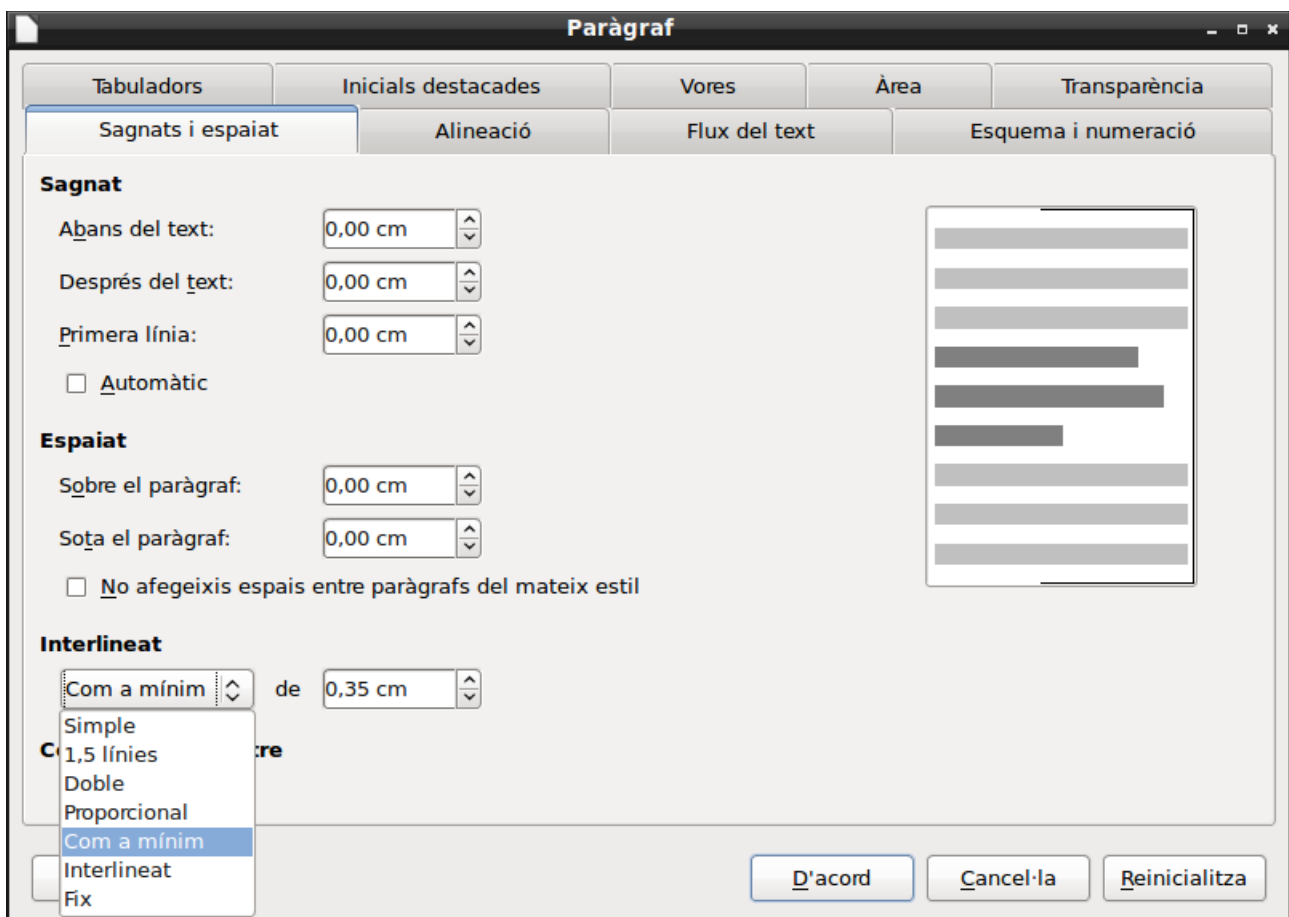 Paràgraf
Tabuladors Inicials destacades Vores Àrea Transparència
Sagnats i espaiat Alineació Flux del text Esquema i numeració
Sagnat
Abans del text: 0,00 cm
Després del text: 0,00 cm
Primera línia: 0,00 cm
Automàtic
Espaiat
Sobre el paràgraf: 0,00 cm
Sota el paràgraf: 0,00 cm
No afegeixis espais entre paràgrafs del mateix estil
Interlineat
Com a mínim de 0,35 cm
Simple
1,5 línies
Doble
Proporcional
Com a mínim
Interlineat
Fix
D'acord Cancel·la Reinicialitza